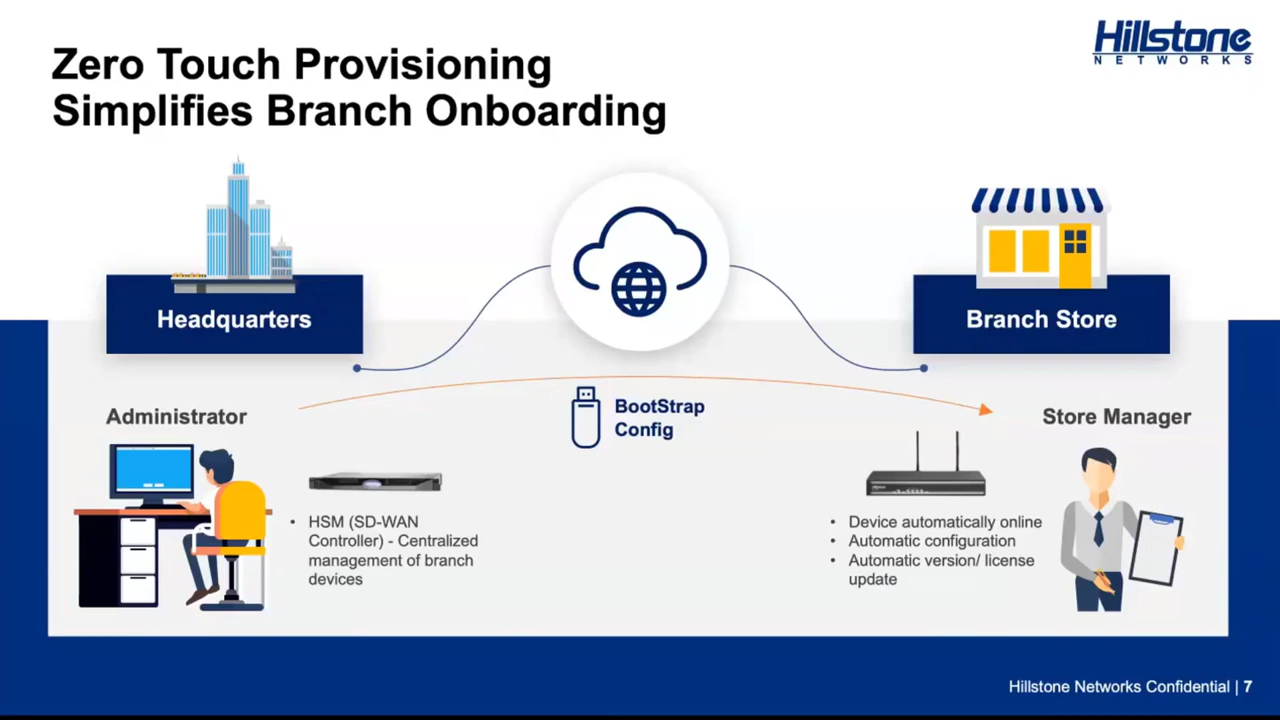 Hillstone
NETWORKS
Zero Touch Provisioning
Simplifies Branch Onboarding
Headquarters
Branch Store
Administrator
BootStrap
Config
Store Manager
• HSM (SD-WAN
Controller) - Centralized
management of branch
devices
• Device automatically online
• Automatic configuration
• Automatic version/ license
update
Hillstone Networks Confidential | 7